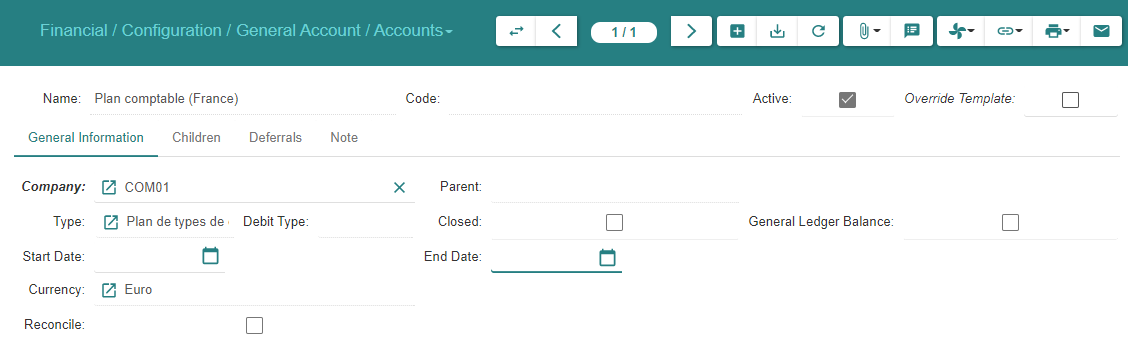 Financial / Configuration / General Account / Accounts
1 / 1
Name: Plan comptable (France) Code: Active: Override Template:
General Information Children Deferrals Note
Company: COM01 Parent:
Type: Plan de types de Debit Type: Closed: General Ledger Balance:
Start Date: End Date:
Currency: Euro
Reconcile: